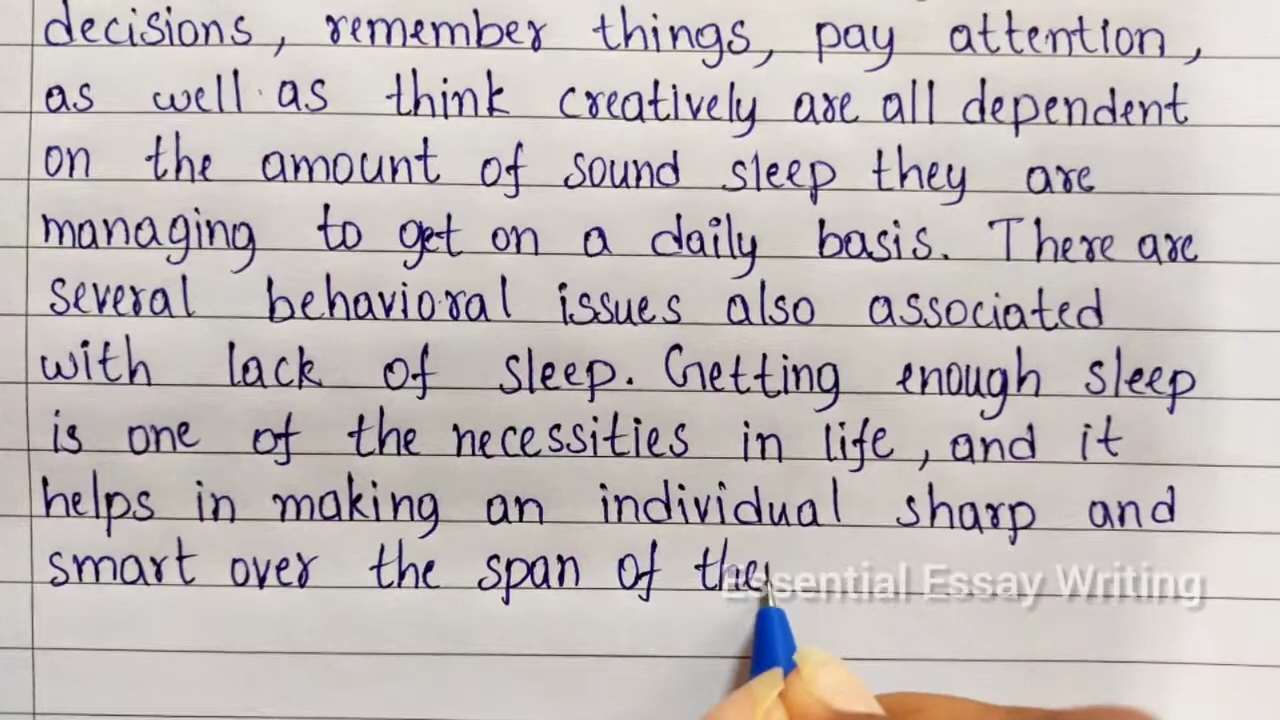 decisions, remember things, pay attention,
as well as think creatively are all dependent
on the amount of sound sleep they are
managing to get on a daily basis. There are
several behavioral issues also associated
with lack of sleep. Getting enough sleep
is one of the necessities in life, and it
helps in making an individual sharp and
smart over the span of the
Essential Essay Writing